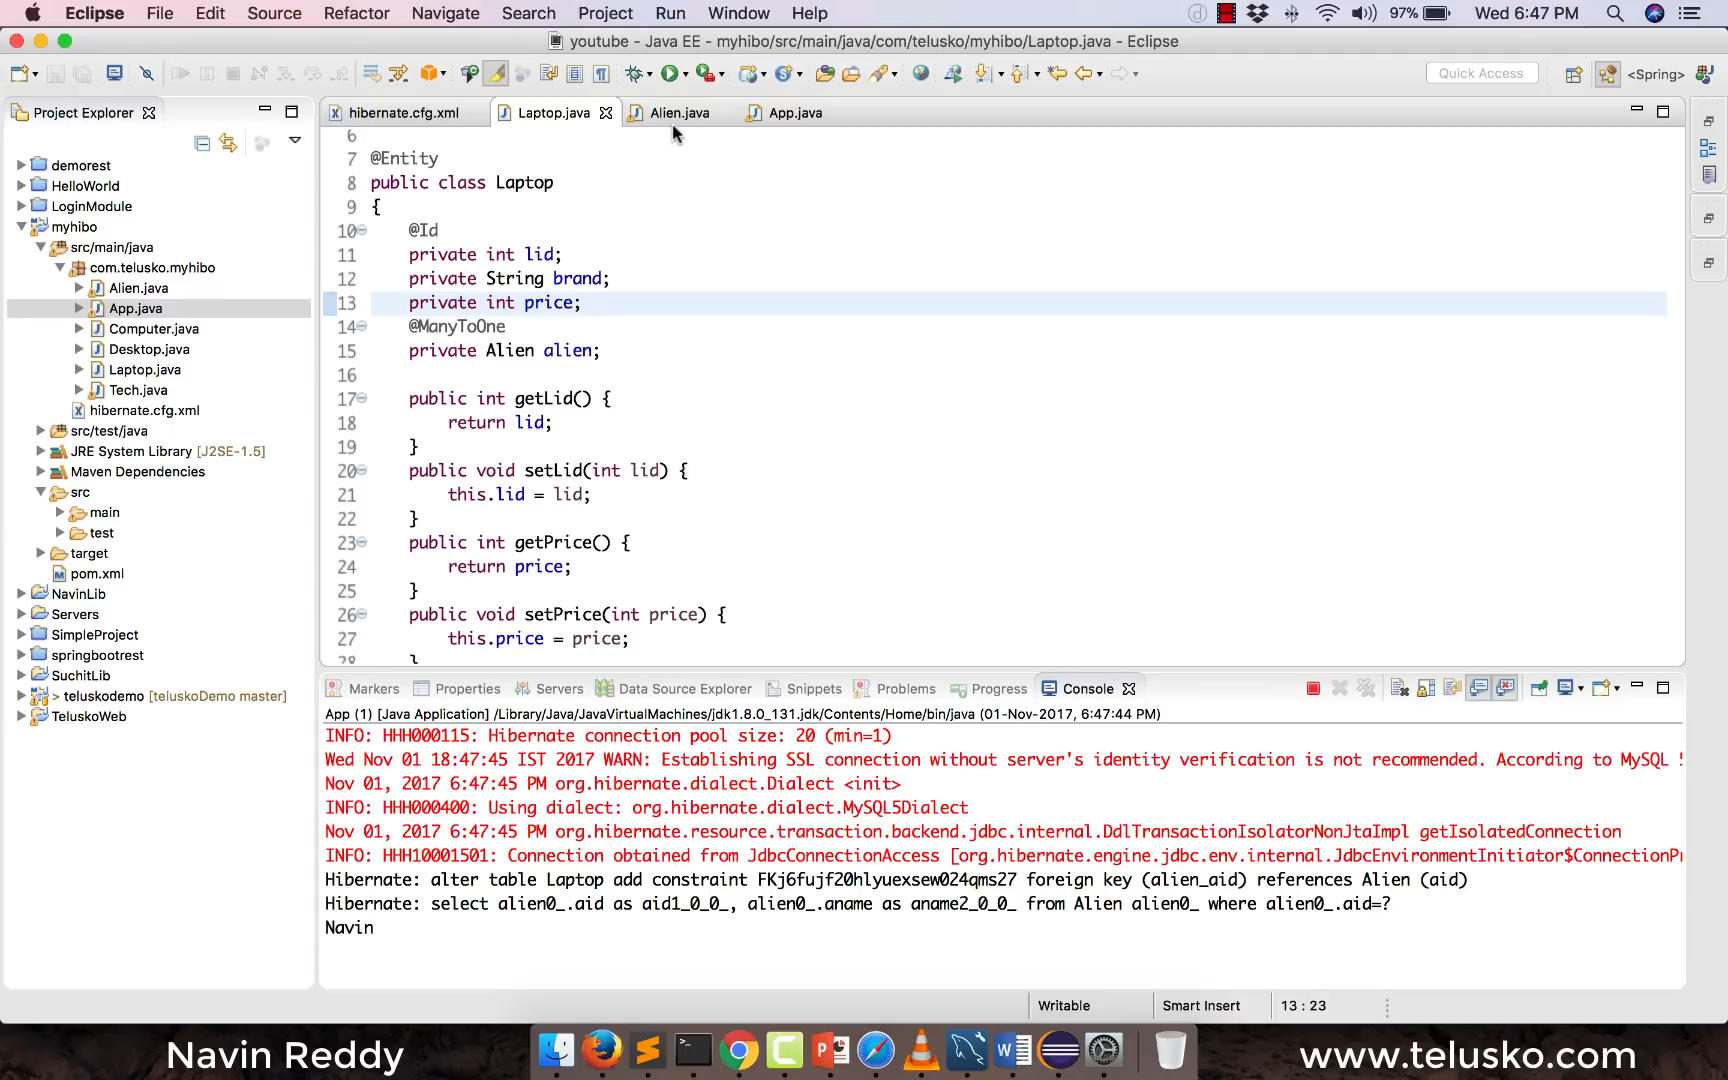 Eclipse File Edit Source Refactor Navigate Search Project Run Window Help 97% Wed 6:47 PM
youtube - Java EE - myhibo/src/main/java/com/telusko/myhibo/Laptop.java - Eclipse
Quick Access <Spring>
Project Explorer
demorest
HelloWorld
LoginModule
myhibo
src/main/java
com.telusko.myhibo
Alien.java
App.java
Computer.java
Desktop.java
Laptop.java
Tech.java
hibernate.cfg.xml
src/test/java
JRE System Library [J2SE-1.5]
Maven Dependencies
src
main
test
target
pom.xml
NavinLib
Servers
SimpleProject
springbootrest
SuchitLib
> teluskodemo [teluskoDemo master]
TeluskoWeb
hibernate.cfg.xml Laptop.java Alien.java App.java
6
7 @Entity
8 public class Laptop
9 {
10 @Id
11 private int lid;
12 private String brand;
13 private int price;
14 @ManyToOne
15 private Alien alien;
16
17 public int getLid() {
18 return lid;
19 }
20 public void setLid(int lid) {
21 this.lid = lid;
22 }
23 public int getPrice() {
24 return price;
25 }
26 public void setPrice(int price) {
27 this.price = price;
28 }
Markers Properties Servers Data Source Explorer Snippets Problems Progress Console
App (1) [Java Application] /Library/Java/JavaVirtualMachines/jdk1.8.0_131.jdk/Contents/Home/bin/java (01-Nov-2017, 6:47:44 PM)
INFO: HHH000115: Hibernate connection pool size: 20 (min=1)
Wed Nov 01 18:47:45 IST 2017 WARN: Establishing SSL connection without server's identity verification is not recommended. According to MySQL
Nov 01, 2017 6:47:45 PM org.hibernate.dialect.Dialect <init>
INFO: HHH000400: Using dialect: org.hibernate.dialect.MySQL5Dialect
Nov 01, 2017 6:47:45 PM org.hibernate.resource.transaction.backend.jdbc.internal.DdlTransactionIsolatorNonJtaImpl getIsolatedConnection
INFO: HHH10001501: Connection obtained from JdbcConnectionAccess [org.hibernate.engine.jdbc.env.internal.JdbcEnvironmentInitiator$ConnectionPr
Hibernate: alter table Laptop add constraint FKj6fujf20hlyuexsew024qms27 foreign key (alien_aid) references Alien (aid)
Hibernate: select alien0_.aid as aid1_0_0_, alien0_.aname as aname2_0_0_ from Alien alien0_ where alien0_.aid=?
Navin
Writable Smart Insert 13 : 23
Navin Reddy www.telusko.com